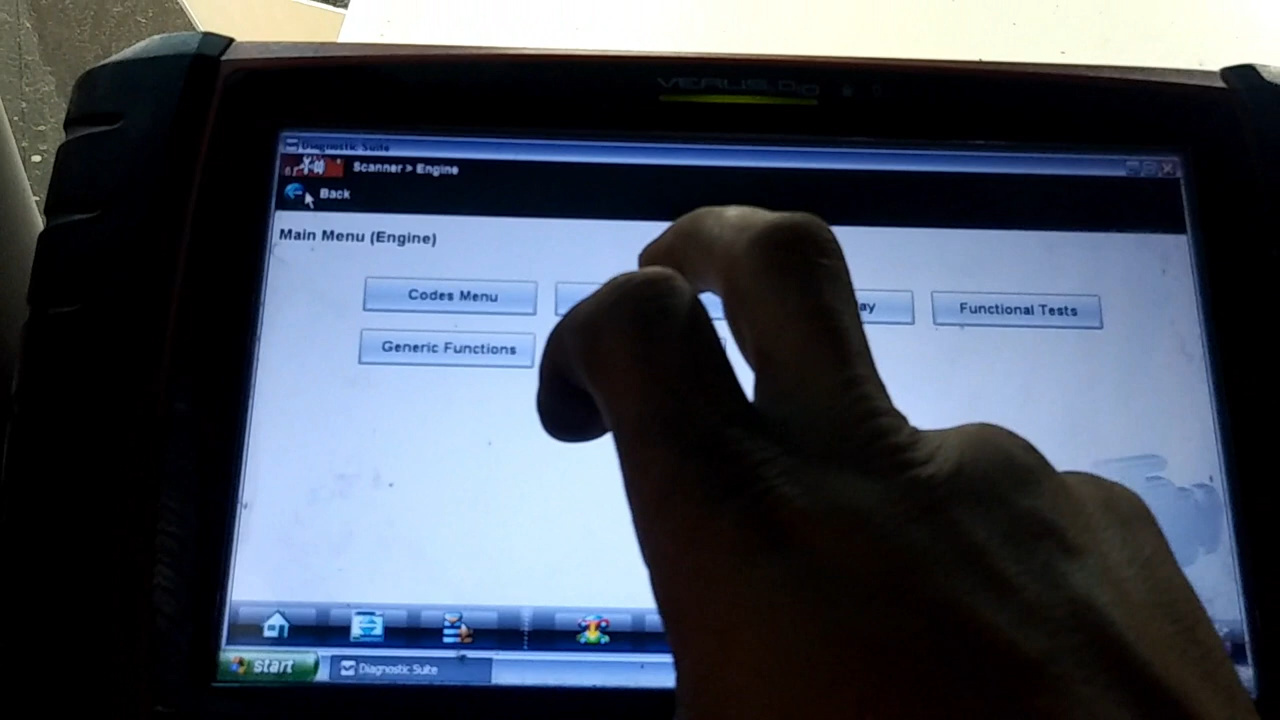 VERUS PRO
Diagnostic Suite
Scanner > Engine
Back
Main Menu (Engine)
Codes Menu
ay
Functional Tests
Generic Functions
start
Diagnostic Suite